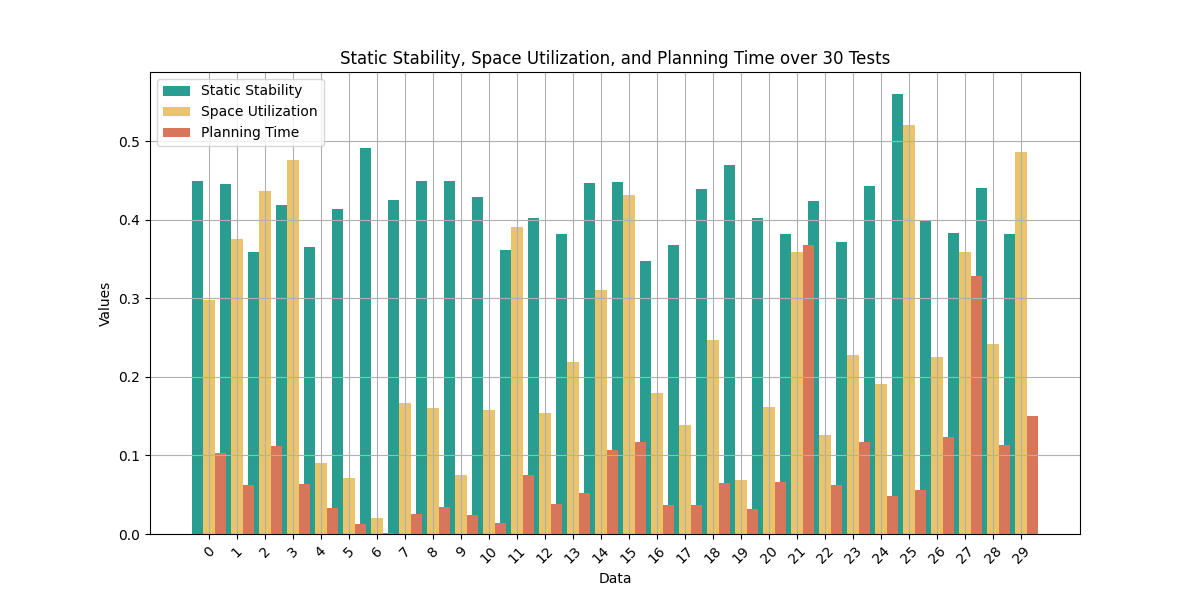 Static Stability, Space Utilization, and Planning Time over 30 Tests
Static Stability
Space Utilization
Planning Time
Values
0.5
0.4
0.3
0.2
0.1
0.0
0 1 2 3 4 5 6 7 8 9 10 11 12 13 14 15 16 17 18 19 20 21 22 23 24 25 26 27 28 29
Data